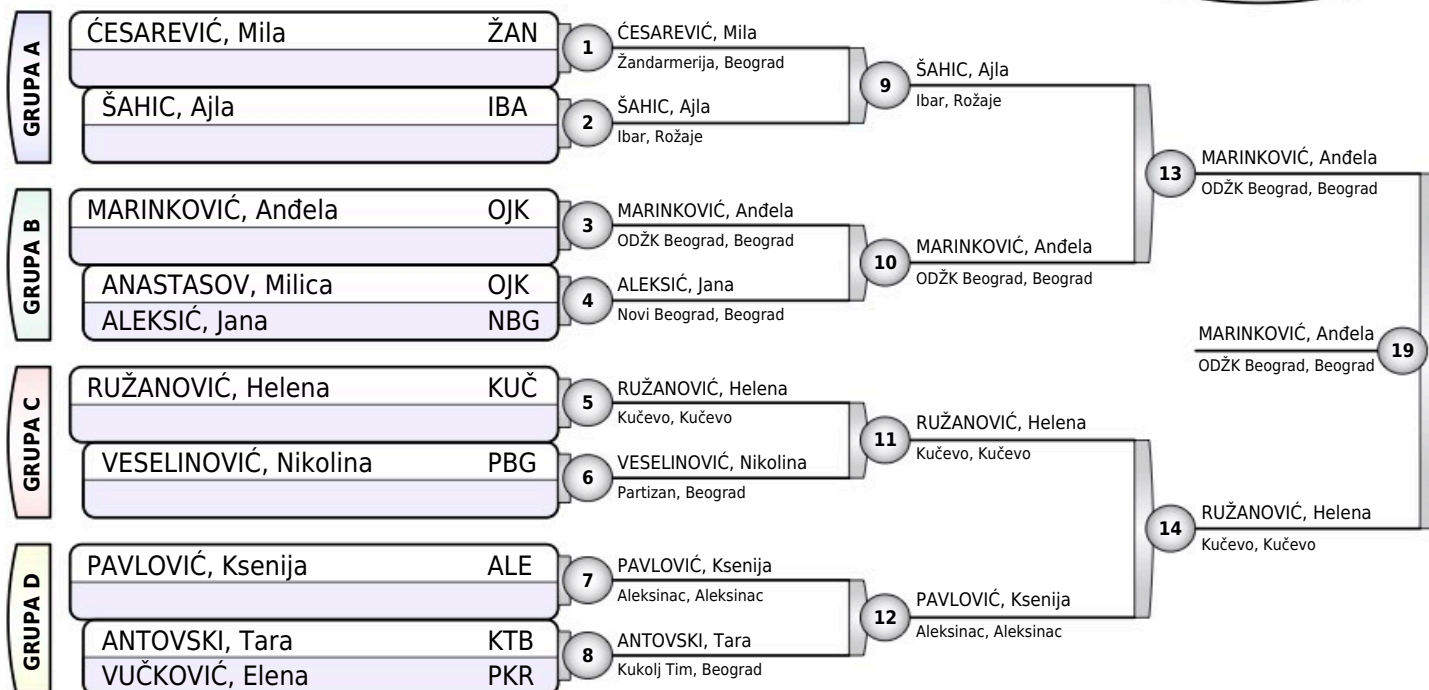 GRUPA A
ĆESAREVIĆ, Mila ŽAN
ŠAHIC, Ajla IBA
1
ĆESAREVIĆ, Mila
Žandarmerija, Beograd
2
ŠAHIC, Ajla
Ibar, Rožaje
9
ŠAHIC, Ajla
Ibar, Rožaje
GRUPA B
MARINKOVIĆ, Anđela OJK
ANASTASOV, Milica OJK
ALEKSIĆ, Jana NBG
3
MARINKOVIĆ, Anđela
ODŽK Beograd, Beograd
4
ALEKSIĆ, Jana
Novi Beograd, Beograd
10
MARINKOVIĆ, Anđela
ODŽK Beograd, Beograd
13
MARINKOVIĆ, Anđela
ODŽK Beograd, Beograd
GRUPA C
RUŽANOVIĆ, Helena KUČ
VESELINOVIĆ, Nikolina PBG
5
RUŽANOVIĆ, Helena
Kučevo, Kučevo
6
VESELINOVIĆ, Nikolina
Partizan, Beograd
11
RUŽANOVIĆ, Helena
Kučevo, Kučevo
GRUPA D
PAVLOVIĆ, Ksenija ALE
ANTOVSKI, Tara KTB
VUČKOVIĆ, Elena PKR
7
PAVLOVIĆ, Ksenija
Aleksinac, Aleksinac
8
ANTOVSKI, Tara
Kukolj Tim, Beograd
12
PAVLOVIĆ, Ksenija
Aleksinac, Aleksinac
14
RUŽANOVIĆ, Helena
Kučevo, Kučevo
MARINKOVIĆ, Anđela
ODŽK Beograd, Beograd
19